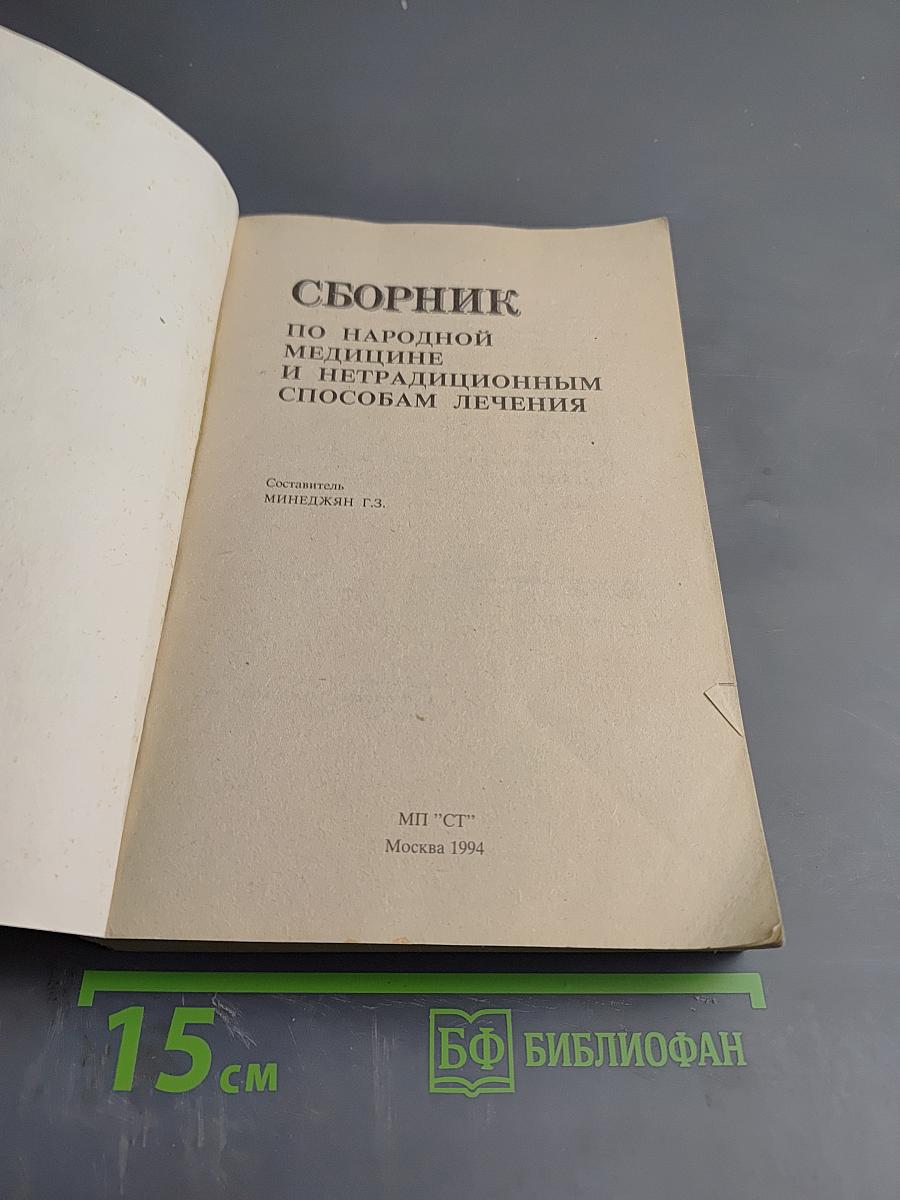 СБОРНИК
ПО НАРОДНОЙ
МЕДИЦИНЕ
И НЕТРАДИЦИОННЫМ
СПОСОБАМ ЛЕЧЕНИЯ
Составитель
МИНЕДЖЯН Г.З.
МП ”СТ”
Москва 1994
15 см
БФ БИБЛИОФАН